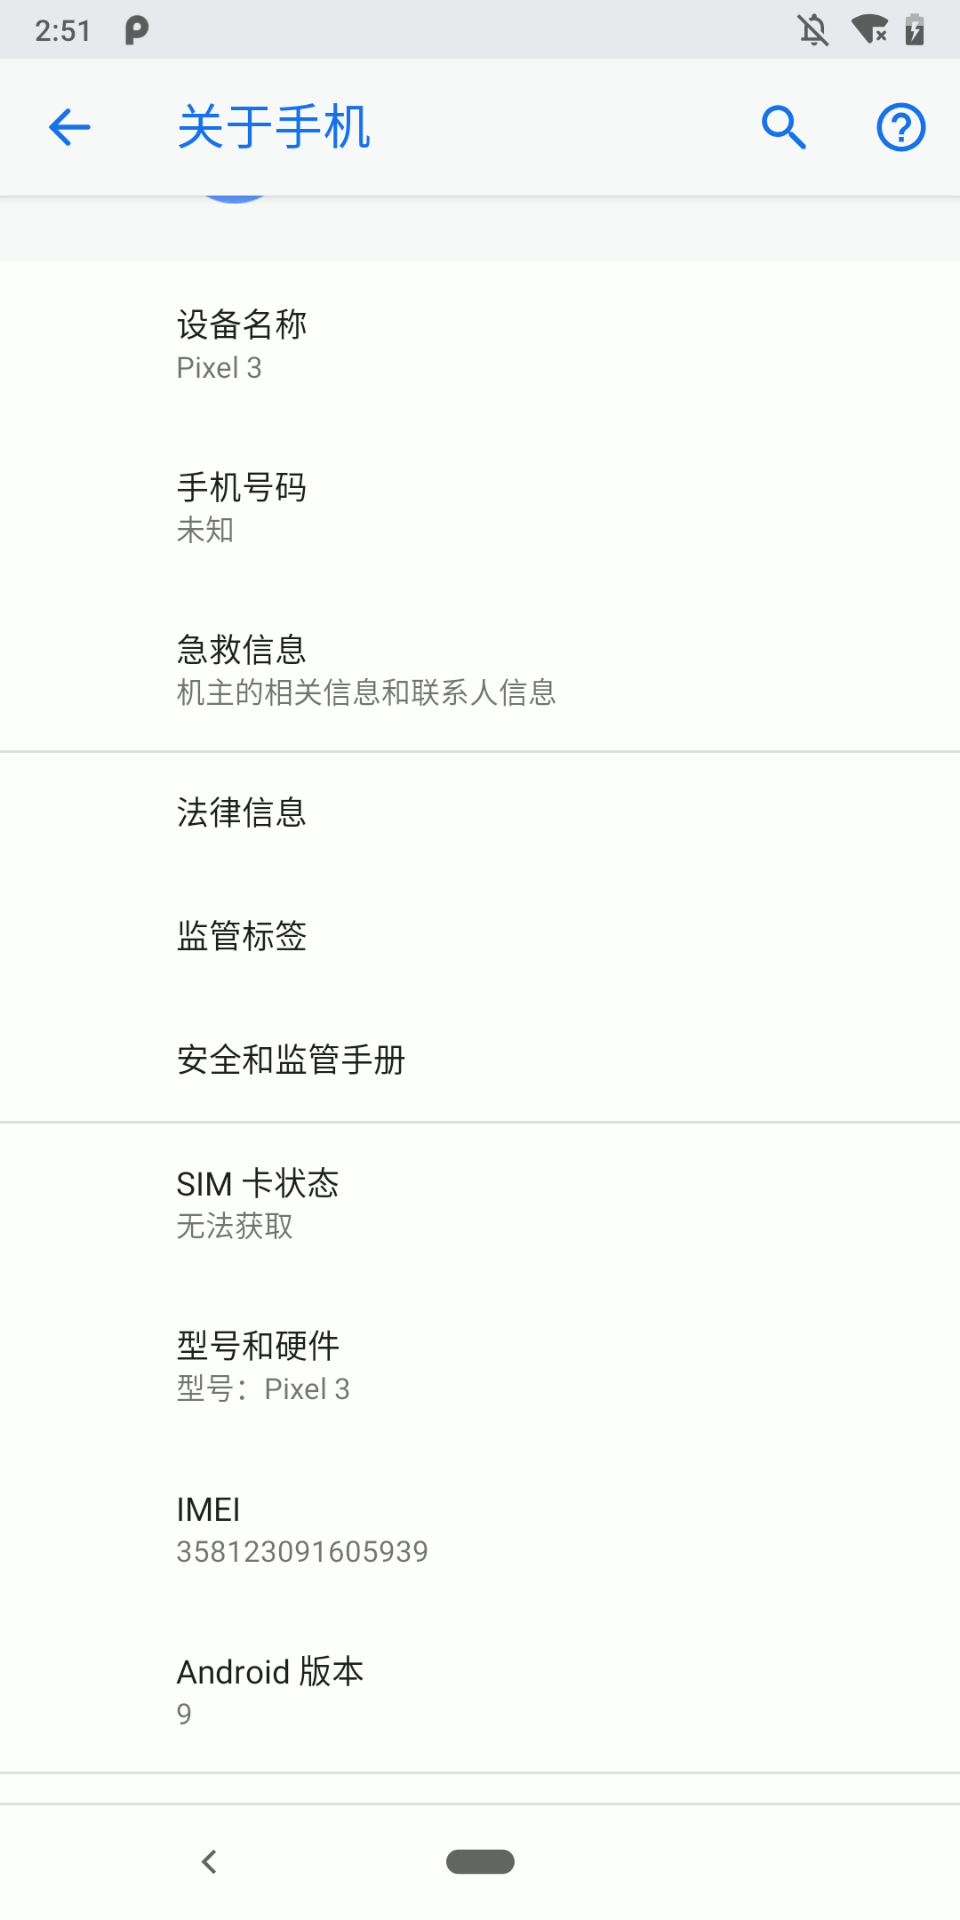 2:51
关于手机
设备名称
Pixel 3
手机号码
未知
急救信息
机主的相关信息和联系人信息
法律信息
监管标签
安全和监管手册
SIM 卡状态
无法获取
型号和硬件
型号：Pixel 3
IMEI
358123091605939
Android 版本
9